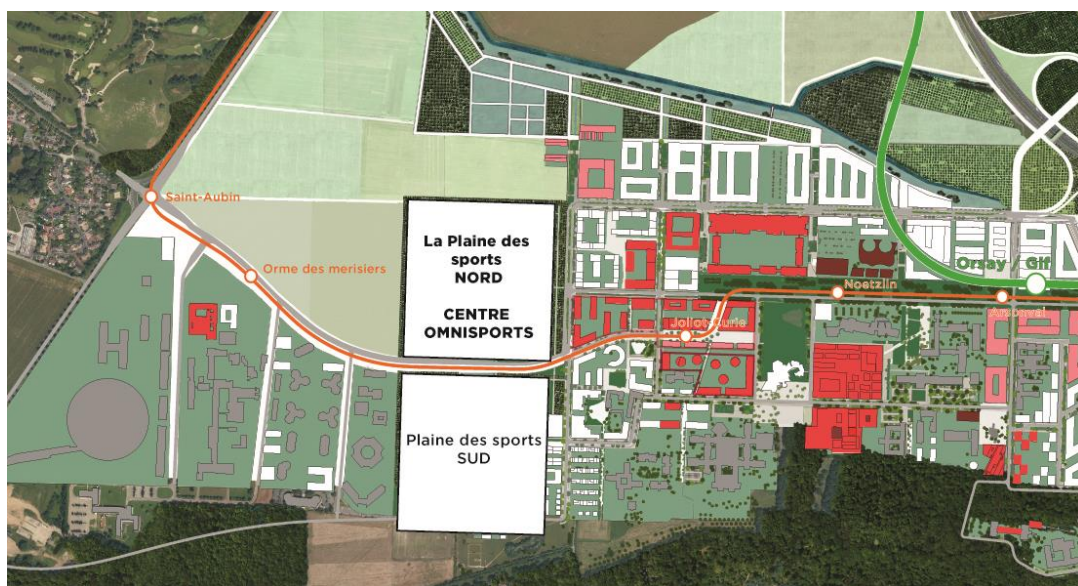 Saint-Aubin
Orme des merisiers
La Plaine des
sports
NORD
CENTRE
OMNISPORTS
Plaine des sports
SUD
Joliot-Curie
Noetzlin
Orsay / Gif